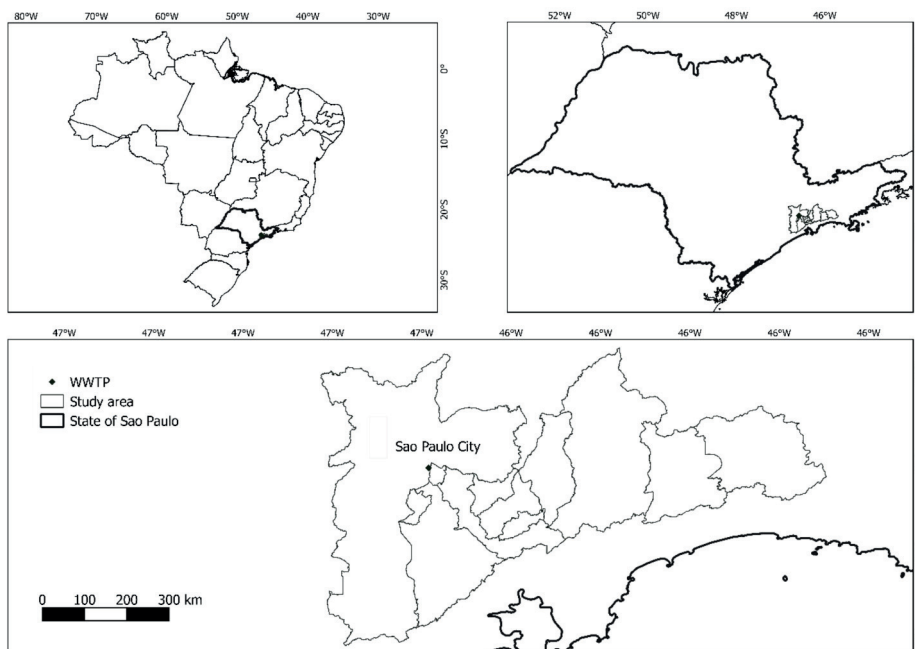 80°W 70°W 60°W 50°W 40°W 30°W
0°
10°S
20°S
30°S
52°W 50°W 48°W 46°W
47°W 47°W 47°W 47°W 47°W 46°W 46°W 46°W 46°W 46°W
WWTP
Study area
State of Sao Paulo
Sao Paulo City
0 100 200 300 km